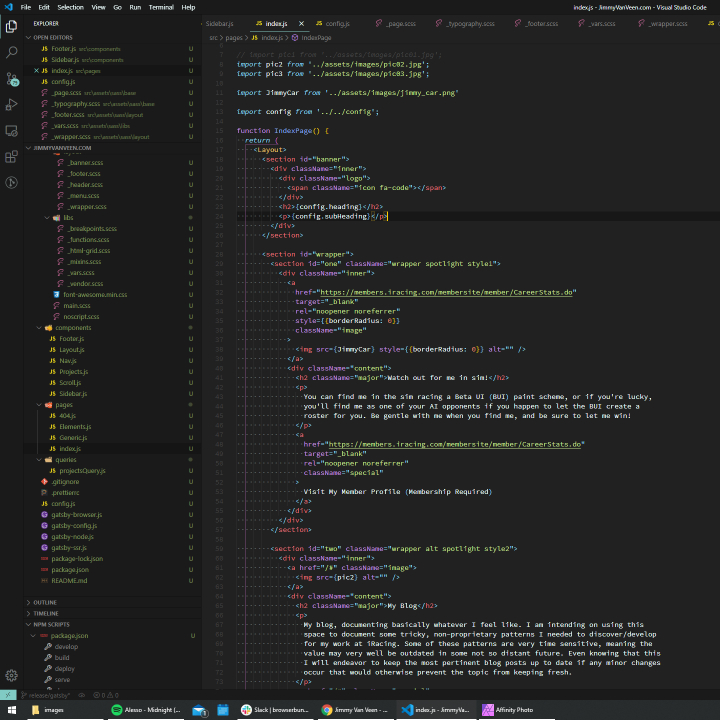 File Edit Selection View Go Run Terminal Help
index.js - JimmyVanVeen.com - Visual Studio Code
EXPLORER
OPEN EDITORS
Footer.js src\components
Sidebar.js src\components
index.js src\pages
config.js
_page.scss src\assets\sass\base
_typography.scss src\assets\sass\base
_footer.scss src\assets\sass\layout
_vars.scss src\assets\sass\libs
_wrapper.scss src\assets\sass\layout
JIMMYVANVEEN.COM
layout
_banner.scss U
_footer.scss U
_header.scss U
_menu.scss U
_wrapper.scss U
libs
_breakpoints.scss U
_functions.scss U
_html-grid.scss U
_mixins.scss U
_vars.scss U
_vendor.scss U
font-awesome.min.css U
main.scss U
noscript.scss U
components
Footer.js U
Layout.js U
Nav.js U
Projects.js U
Scroll.js U
Sidebar.js U
pages
404.js U
Elements.js U
Generic.js U
index.js U
queries
projectsQuery.js U
.gitignore U
.prettierrc U
config.js U
gatsby-browser.js U
gatsby-config.js U
gatsby-node.js U
gatsby-ssr.js U
package-lock.json U
package.json U
README.md U
OUTLINE
TIMELINE
NPM SCRIPTS
package.json U
develop
build
deploy
serve
Sidebar.js index.js config.js _page.scss _typography.scss _footer.scss _vars.scss _wrapper.scss
src > pages > index.js > IndexPage
// import pic1 from '../assets/images/pic01.jpg';
import pic2 from '../assets/images/pic02.jpg';
import pic3 from '../assets/images/pic03.jpg';
import JimmyCar from '../assets/images/jimmy_car.png'
import config from '../../config';
function IndexPage() {
return (
<Layout>
<section id="banner">
<div className="inner">
<div className="logo">
<span className="icon fa-code"></span>
</div>
<h2>{config.heading}</h2>
<p>{config.subHeading}</p>
</div>
</section>
<section id="wrapper">
<section id="one" className="wrapper spotlight style1">
<div className="inner">
<a
href="https://members.iracing.com/membersite/member/CareerStats.do"
target="_blank"
rel="noopener noreferrer"
style={{borderRadius: 0}}
className="image"
>
<img src={JimmyCar} style={{borderRadius: 0}} alt="" />
</a>
<div className="content">
<h2 className="major">Watch out for me in sim!</h2>
<p>
You can find me in the sim racing a Beta UI (BUI) paint scheme, or if you're lucky,
you'll find me as one of your AI opponents if you happen to let the BUI create a
roster for you. Be gentle with me when you find me, and be sure to let me win!
</p>
<a
href="https://members.iracing.com/membersite/member/CareerStats.do"
target="_blank"
rel="noopener noreferrer"
className="special"
>
Visit My Member Profile (Membership Required)
</a>
</div>
</div>
</section>
<section id="two" className="wrapper alt spotlight style2">
<div className="inner">
<a href="/#" className="image">
<img src={pic2} alt="" />
</a>
<div className="content">
<h2 className="major">My Blog</h2>
<p>
My blog, documenting basically whatever I feel like. I am intending on using this
space to document some tricky, non-proprietary patterns I needed to discover/develop
for my work at iRacing. Some of these patterns are very time sensitive, meaning the
value may very well be outdated in some not so distant future. Even knowing that this
I will endeavor to keep the most pertinent blog posts up to date if any minor changes
occur that would otherwise prevent the topic from keeping fresh.
</p>
release/gatsby* 0 0
images Alesso - Midnight (... Slack | browserbun... Jimmy Van Veen - ... index.js - JimmyVa... Affinity Photo